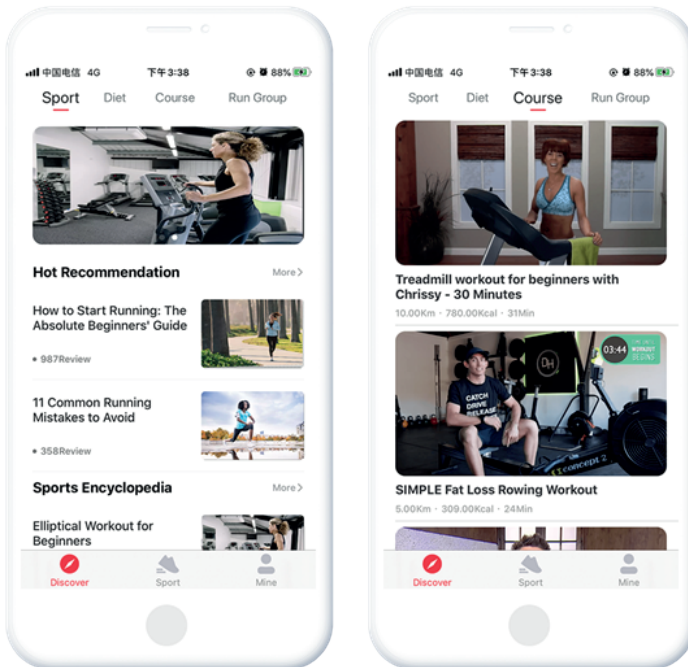 中国电信 4G 下午3:38 88%
Sport Diet Course Run Group
Hot Recommendation More>
How to Start Running: The
Absolute Beginners' Guide
• 987Review
11 Common Running
Mistakes to Avoid
• 358Review
Sports Encyclopedia More>
Elliptical Workout for
Beginners
Discover Sport Mine
中国电信 4G 下午3:38 88%
Sport Diet Course Run Group
Treadmill workout for beginners with
Chrissy - 30 Minutes
10.00Km · 780.00Kcal · 31Min
03:44
WORKOUT
BEGINS
DH
CATCH
DRIVE
RELEASE
concept 2
SIMPLE Fat Loss Rowing Workout
5.00Km · 309.00Kcal · 24Min
Discover Sport Mine